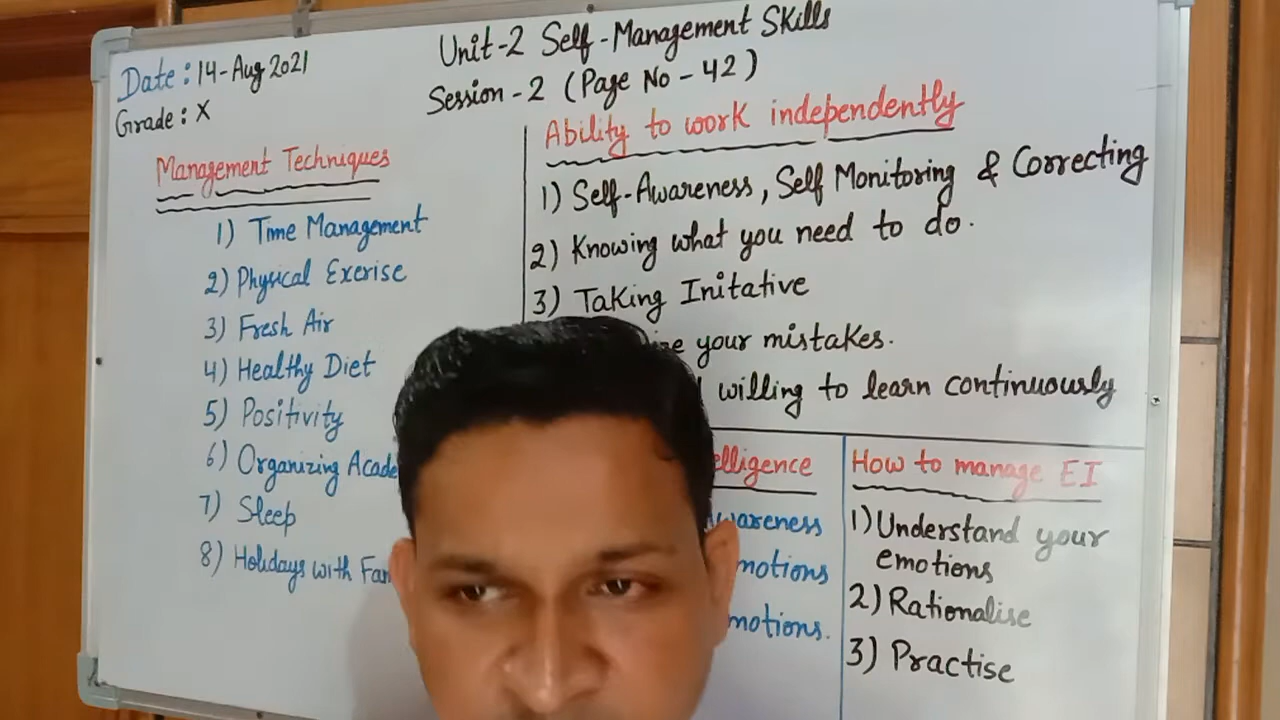 Date: 14-Aug 2021
Grade: X
Unit-2 Self-Management Skills
Session-2 (Page No-42)
Management Techniques
1) Time Management
2) Physical Exerise
3) Fresh Air
4) Healthy Diet
5) Positivity
6) Organizing
7) Sleep
8) Holidays with
Ability to work independently
1) Self-Awareness, Self Monitoring & Correcting
2) Knowing what you need to do.
3) Taking Initative
your mistakes.
willing to learn continuously
How to manage EI
1) Understand your
emotions
2) Rationalise
3) Practise